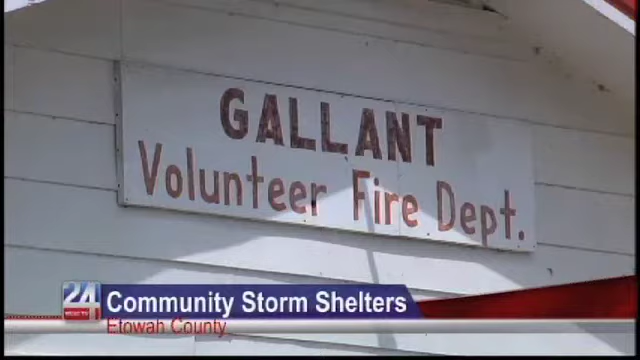 GALLANT
Volunteer Fire Dept.
24
Community Storm Shelters
Etowah County